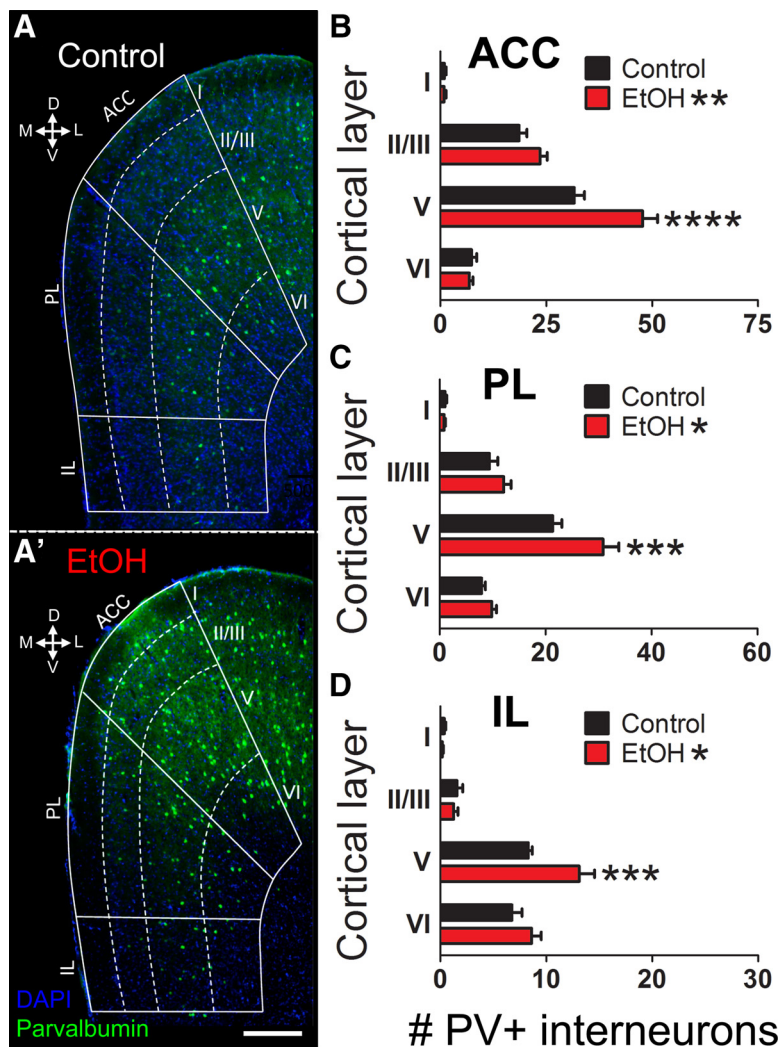 A
Control
D
M L
V
ACC
PL
IL
I
II/III
V
VI
A'
EtOH
D
M L
V
ACC
PL
IL
I
II/III
V
VI
DAPI
Parvalbumin
B
ACC
Control
EtOH **
Cortical layer
I
II/III
V
VI
****
0 25 50 75
C
PL
Control
EtOH *
Cortical layer
I
II/III
V
VI
***
0 20 40 60
D
IL
Control
EtOH *
Cortical layer
I
II/III
V
VI
***
0 10 20 30
# PV+ interneurons